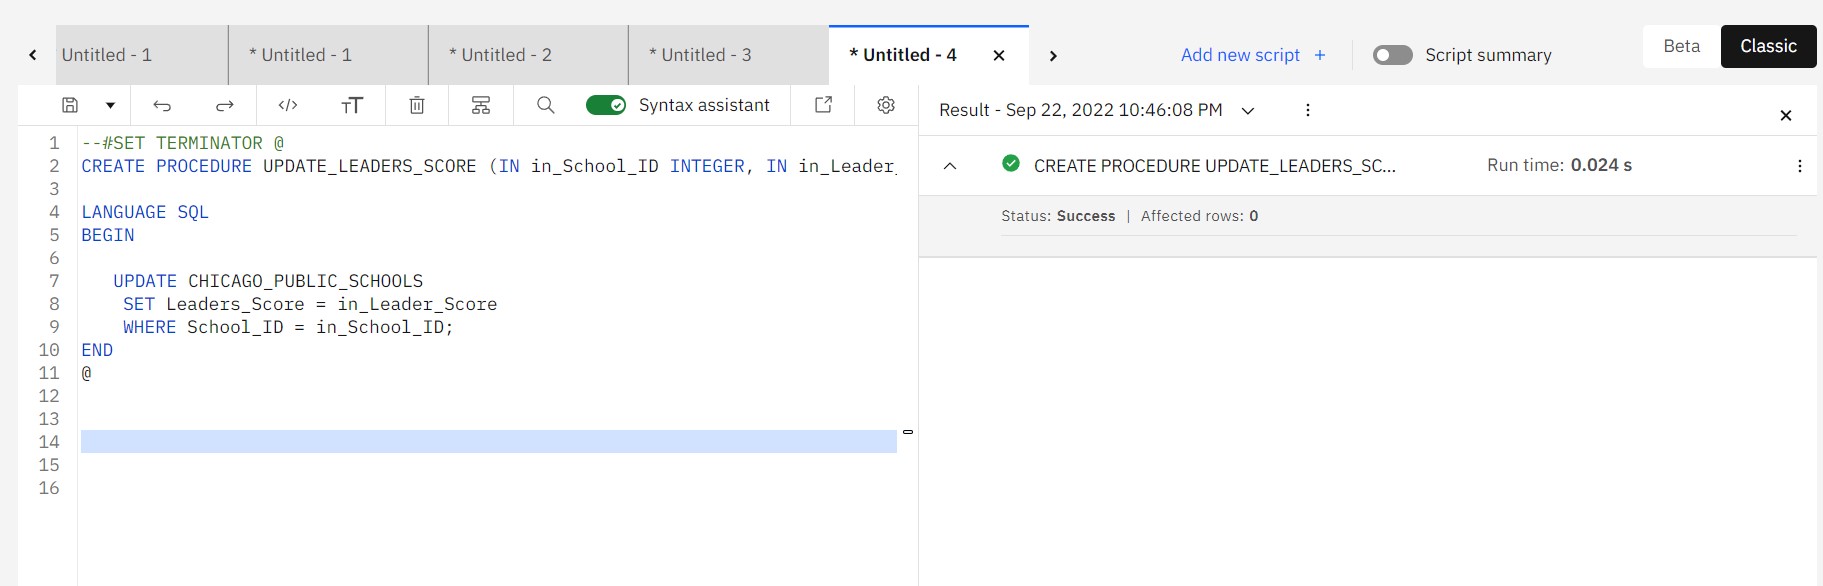 Untitled - 1
* Untitled - 1
* Untitled - 2
* Untitled - 3
* Untitled - 4
Add new script +
Script summary
Beta
Classic
Syntax assistant
1 --#SET TERMINATOR @
2 CREATE PROCEDURE UPDATE_LEADERS_SCORE (IN in_School_ID INTEGER, IN in_Leader_
3
4 LANGUAGE SQL
5 BEGIN
6
7 UPDATE CHICAGO_PUBLIC_SCHOOLS
8 SET Leaders_Score = in_Leader_Score
9 WHERE School_ID = in_School_ID;
10 END
11 @
12
13
14
15
16
Result - Sep 22, 2022 10:46:08 PM
CREATE PROCEDURE UPDATE_LEADERS_SC... Run time: 0.024 s
Status: Success | Affected rows: 0